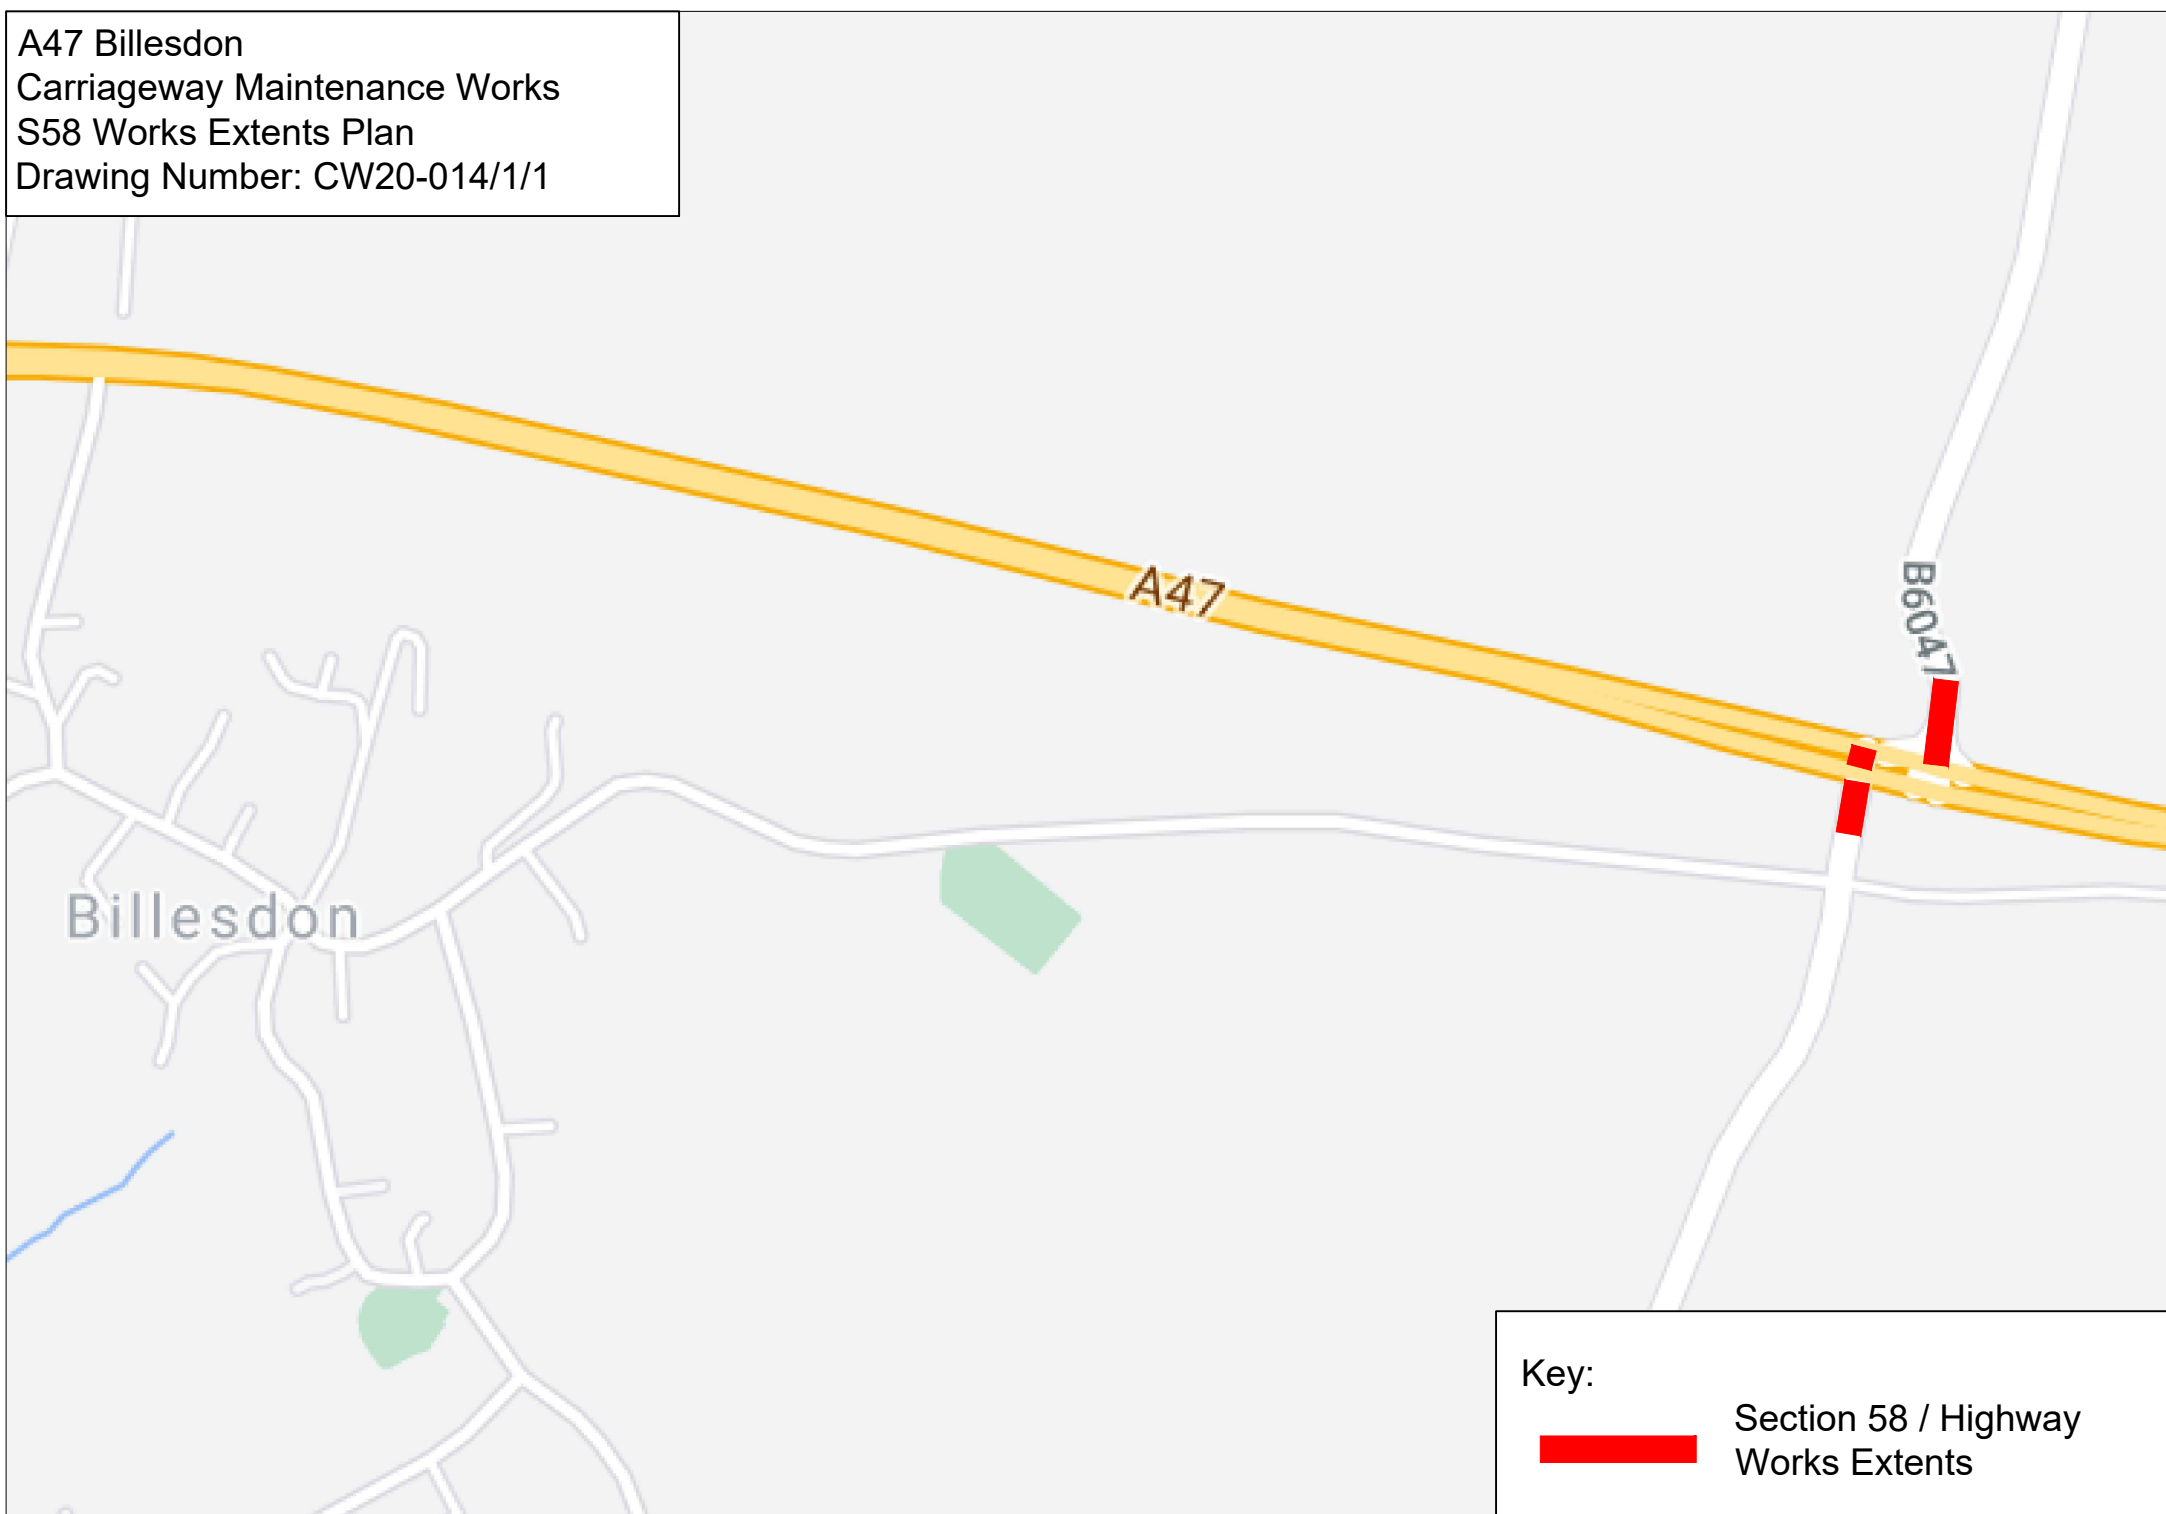 A47 Billesdon
Carriageway Maintenance Works
S58 Works Extents Plan
Drawing Number: CW20-014/1/1
A47
B6047
Billesdon
Key:
Section 58 / Highway
Works Extents